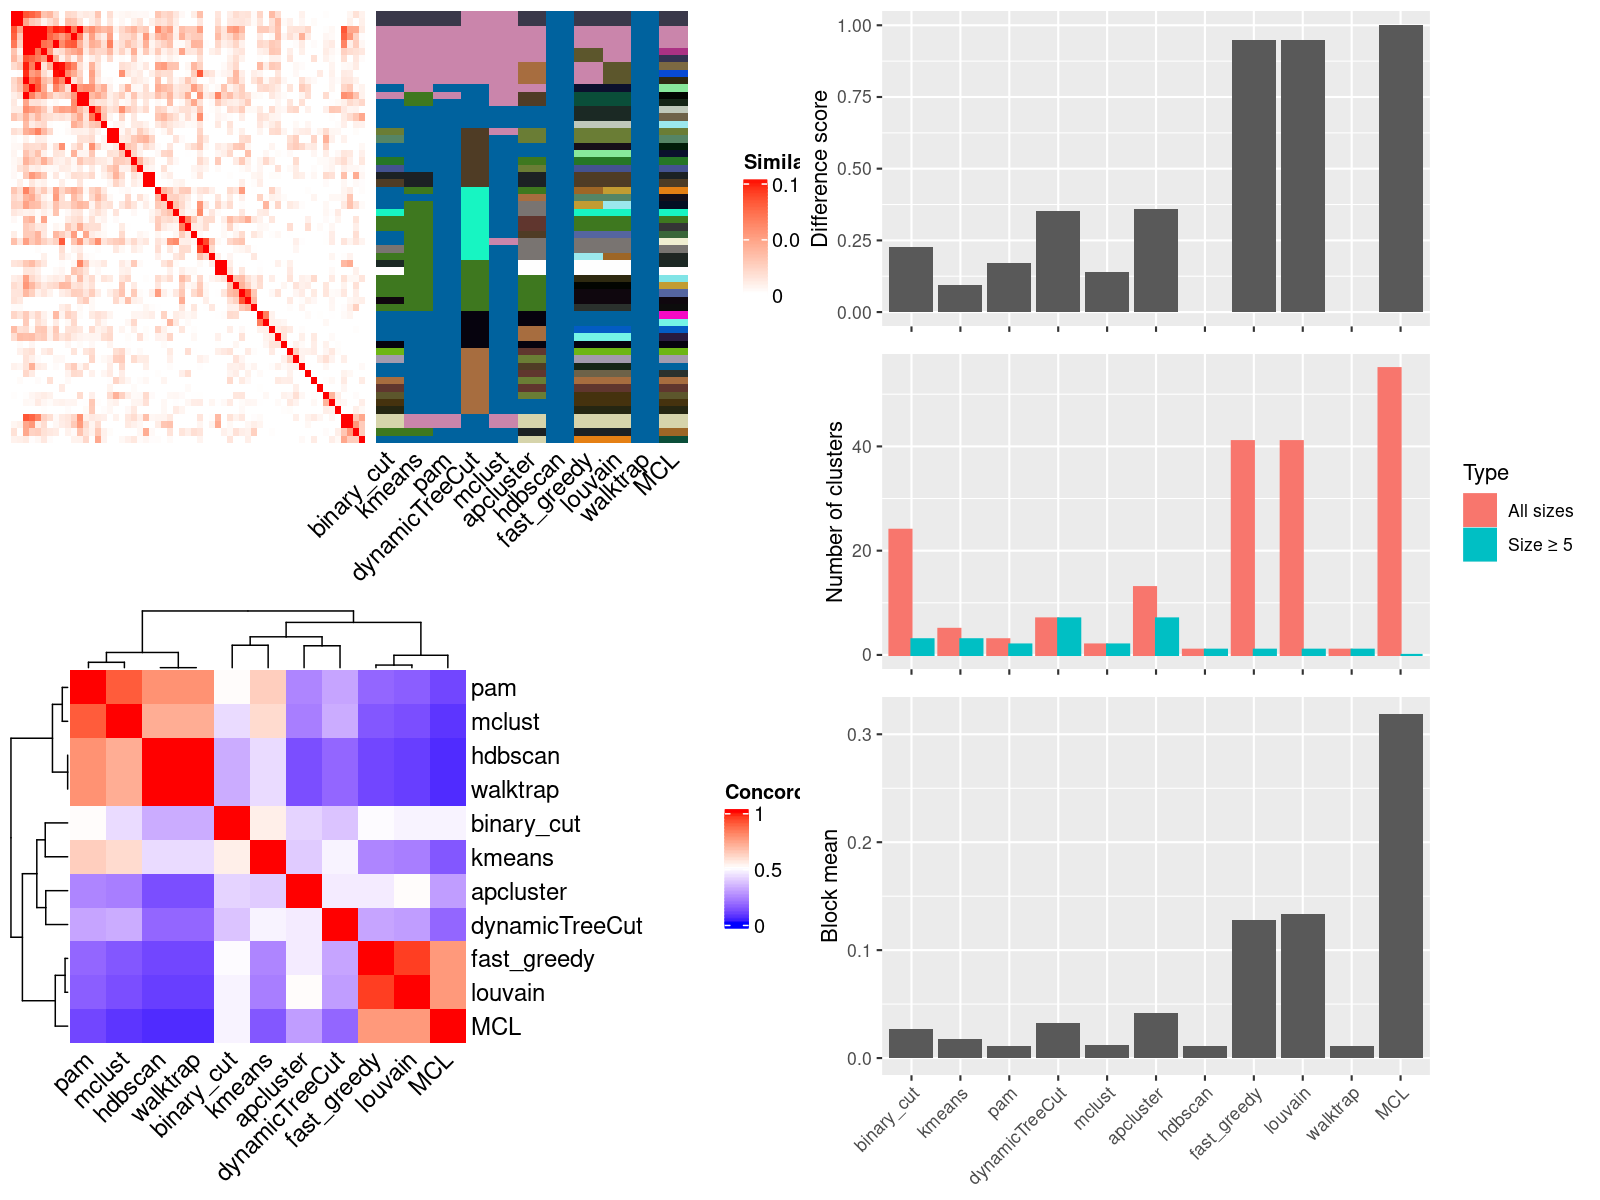 Simila
0.1
0.0
0
binary_cut
kmeans
pam
dynamicTreeCut
mclust
apcluster
hdbscan
fast_greedy
louvain
walktrap
MCL
pam
mclust
hdbscan
walktrap
binary_cut
kmeans
apcluster
dynamicTreeCut
fast_greedy
louvain
MCL
pam
mclust
hdbscan
walktrap
binary_cut
kmeans
apcluster
dynamicTreeCut
fast_greedy
louvain
MCL
Concord
1
0.5
0
Difference score
1.00
0.75
0.50
0.25
0.00
Number of clusters
40
20
0
Type
All sizes
Size ≥ 5
Block mean
0.3
0.2
0.1
0.0
binary_cut
kmeans
pam
dynamicTreeCut
mclust
apcluster
hdbscan
fast_greedy
louvain
walktrap
MCL